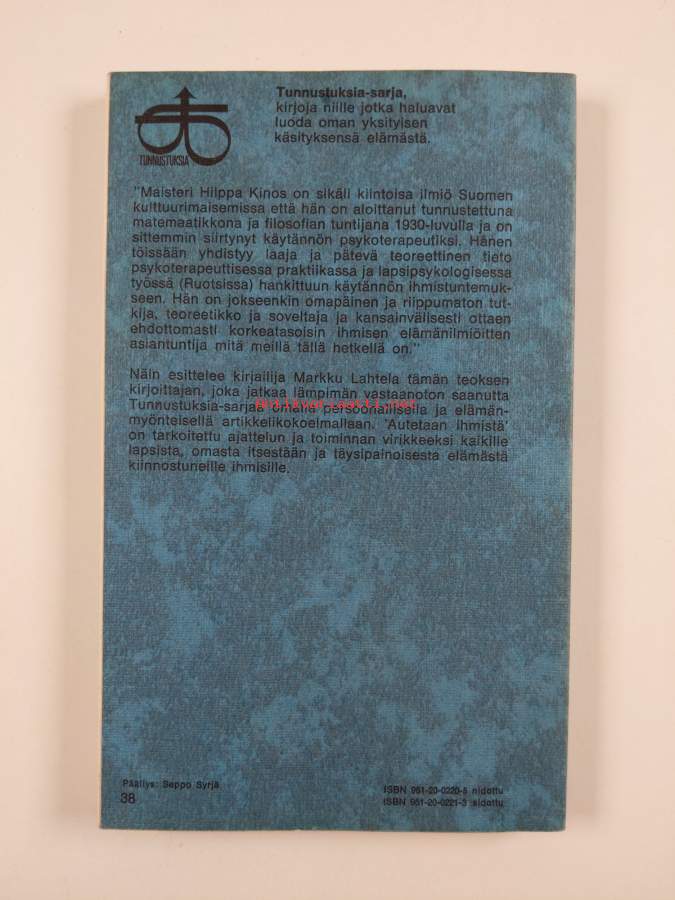 Tunnustuksia-sarja,
kirjoja niille jotka haluavat
luoda oman yksityisen
käsityksensä elämästä.
TUNNUSTUKSIA
"Maisteri Hilppa Kinos on sikäli kiintoisa ilmiö Suomen
kulttuurimaisemissa että hän on aloittanut tunnustettuna
matemaatikkona ja filosofian tuntijana 1930-luvulla ja on
sittemmin siirtynyt käytännön psykoterapeutiksi. Hänen
töissään yhdistyy laaja ja pätevä teoreettinen tieto
psykoterapeuttisessa praktiikassa ja lapsipsykologisessa
työssä (Ruotsissa) hankittuun käytännön ihmistuntemuk-
seen. Hän on jokseenkin omapäinen ja riippumaton tut-
kija, teoreetikko ja soveltaja ja kansainvälisesti ottaen
ehdottomasti korkeatasoisin ihmisen elämänilmiöitten
asiantuntija mitä meillä tällä hetkellä on."
Näin esittelee kirjailija Markku Lahtela tämän teoksen
kirjoittajan, joka jatkaa lämpimän vastaanoton saanutta
antikvariaatti.net
Tunnustuksia-sarjaa omalla persoonallisella ja elämän-
myönteisellä artikkelikokoelmallaan. 'Autetaan ihmistä'
on tarkoitettu ajattelun ja toiminnan virikkeeksi kaikille
lapsista, omasta itsestään ja täysipainoisesta elämästä
kiinnostuneille ihmisille.
Päällys: Seppo Syrjä
38
ISBN 951-20-0220-5 nidottu
ISBN 951-20-0221-3 sidottu